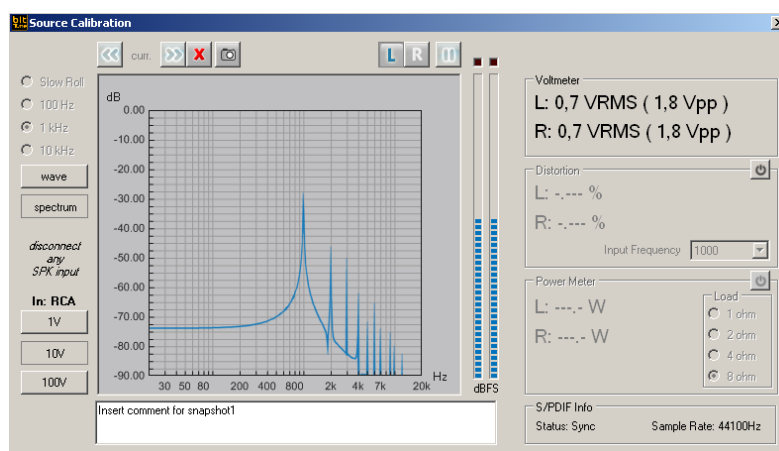 bit Tune Source Calibration
curr. X L R
Slow Roll
100 Hz
1 kHz
10 kHz
wave
spectrum
disconnect
any
SPK input
In: RCA
1V
10V
100V
dB
0.00
-10.00
-20.00
-30.00
-40.00
-50.00
-60.00
-70.00
-80.00
-90.00
30 50 80 200 400 800 2k 4k 7k 20k
Hz
dBFS
Insert comment for snapshot1
Voltmeter
L: 0,7 VRMS ( 1,8 Vpp )
R: 0,7 VRMS ( 1,8 Vpp )
Distortion
L: -.--- %
R: -.--- %
Input Frequency 1000
Power Meter
L: ---.- W
R: ---.- W
Load
1 ohm
2 ohm
4 ohm
8 ohm
S/PDIF Info
Status: Sync Sample Rate: 44100Hz